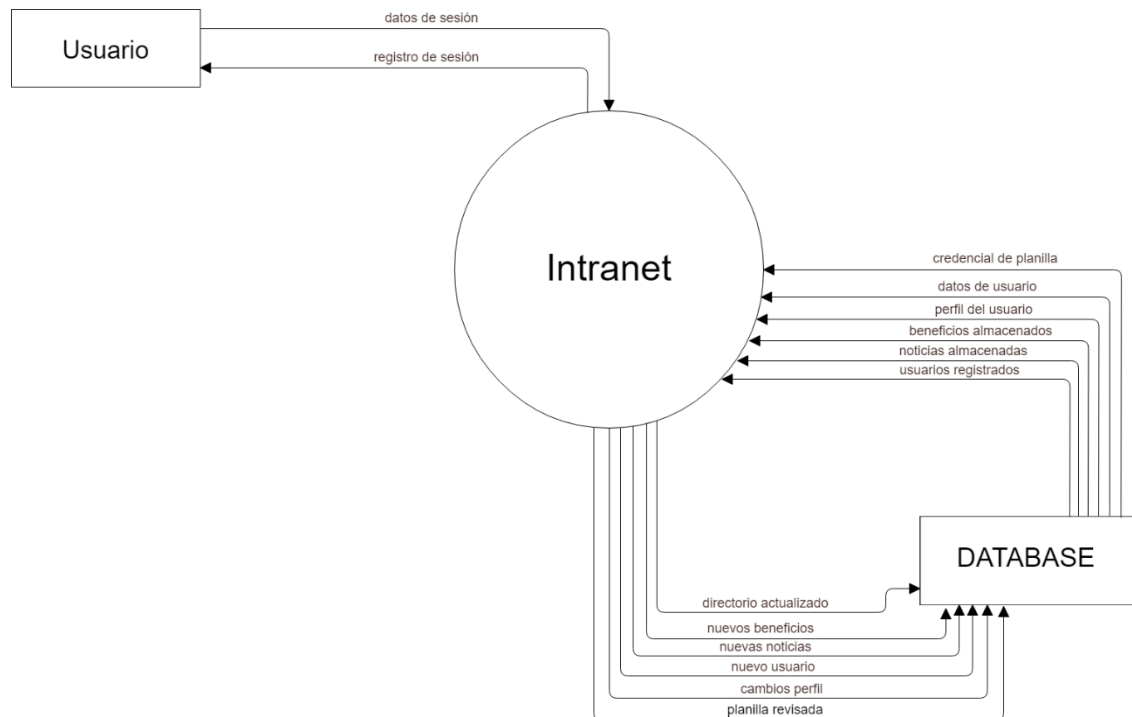 datos de sesión
Usuario
registro de sesión
Intranet
credencial de planilla
datos de usuario
perfil del usuario
beneficios almacenados
noticias almacenadas
usuarios registrados
DATABASE
directorio actualizado
nuevos beneficios
nuevas noticias
nuevo usuario
cambios perfil
planilla revisada